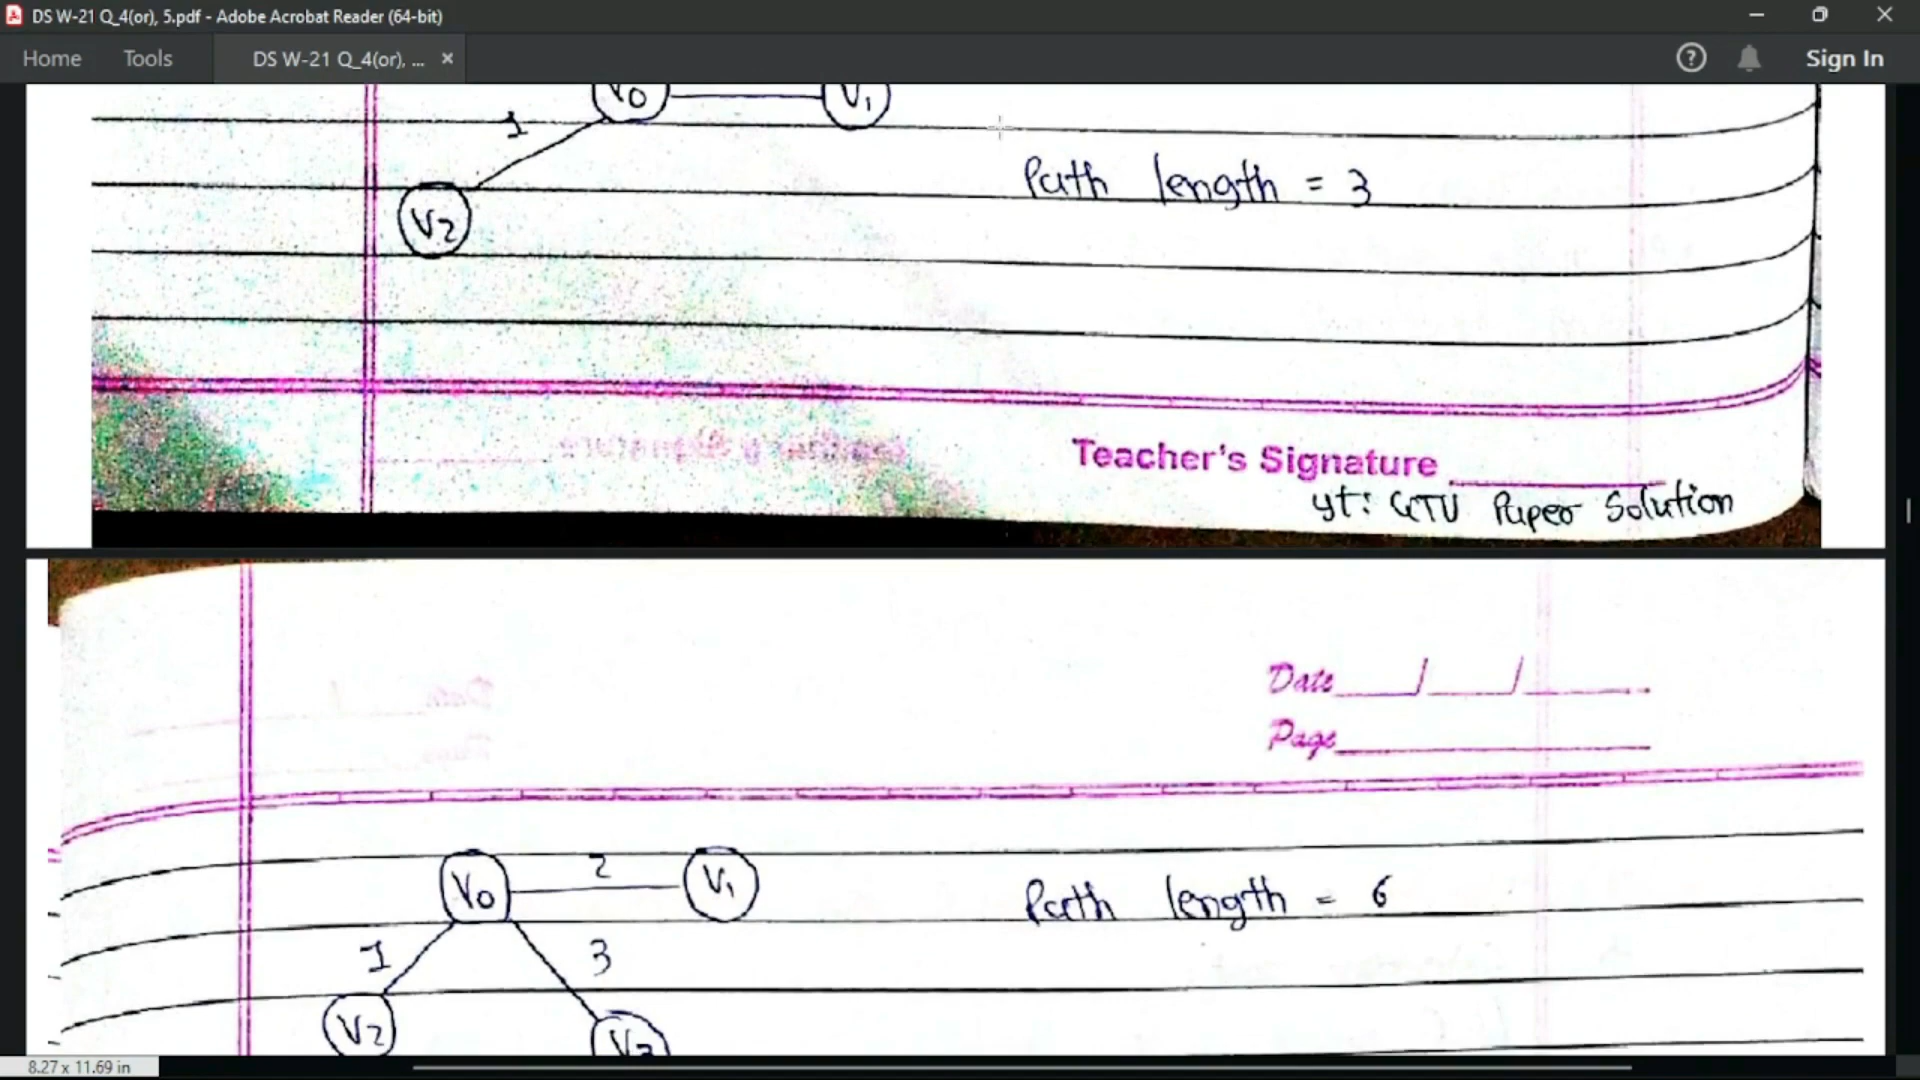 DS W-21 Q_4(or), 5.pdf - Adobe Acrobat Reader (64-bit)
Home Tools DS W-21 Q_4(or), ... × Sign In
V0 V1
1
Path length = 3
V2
Teacher's Signature
yt: GTU Paper Solution
Date / /
Page
V0 2 V1
Path length = 6
1 3
V2 V3
8.27 x 11.69 in